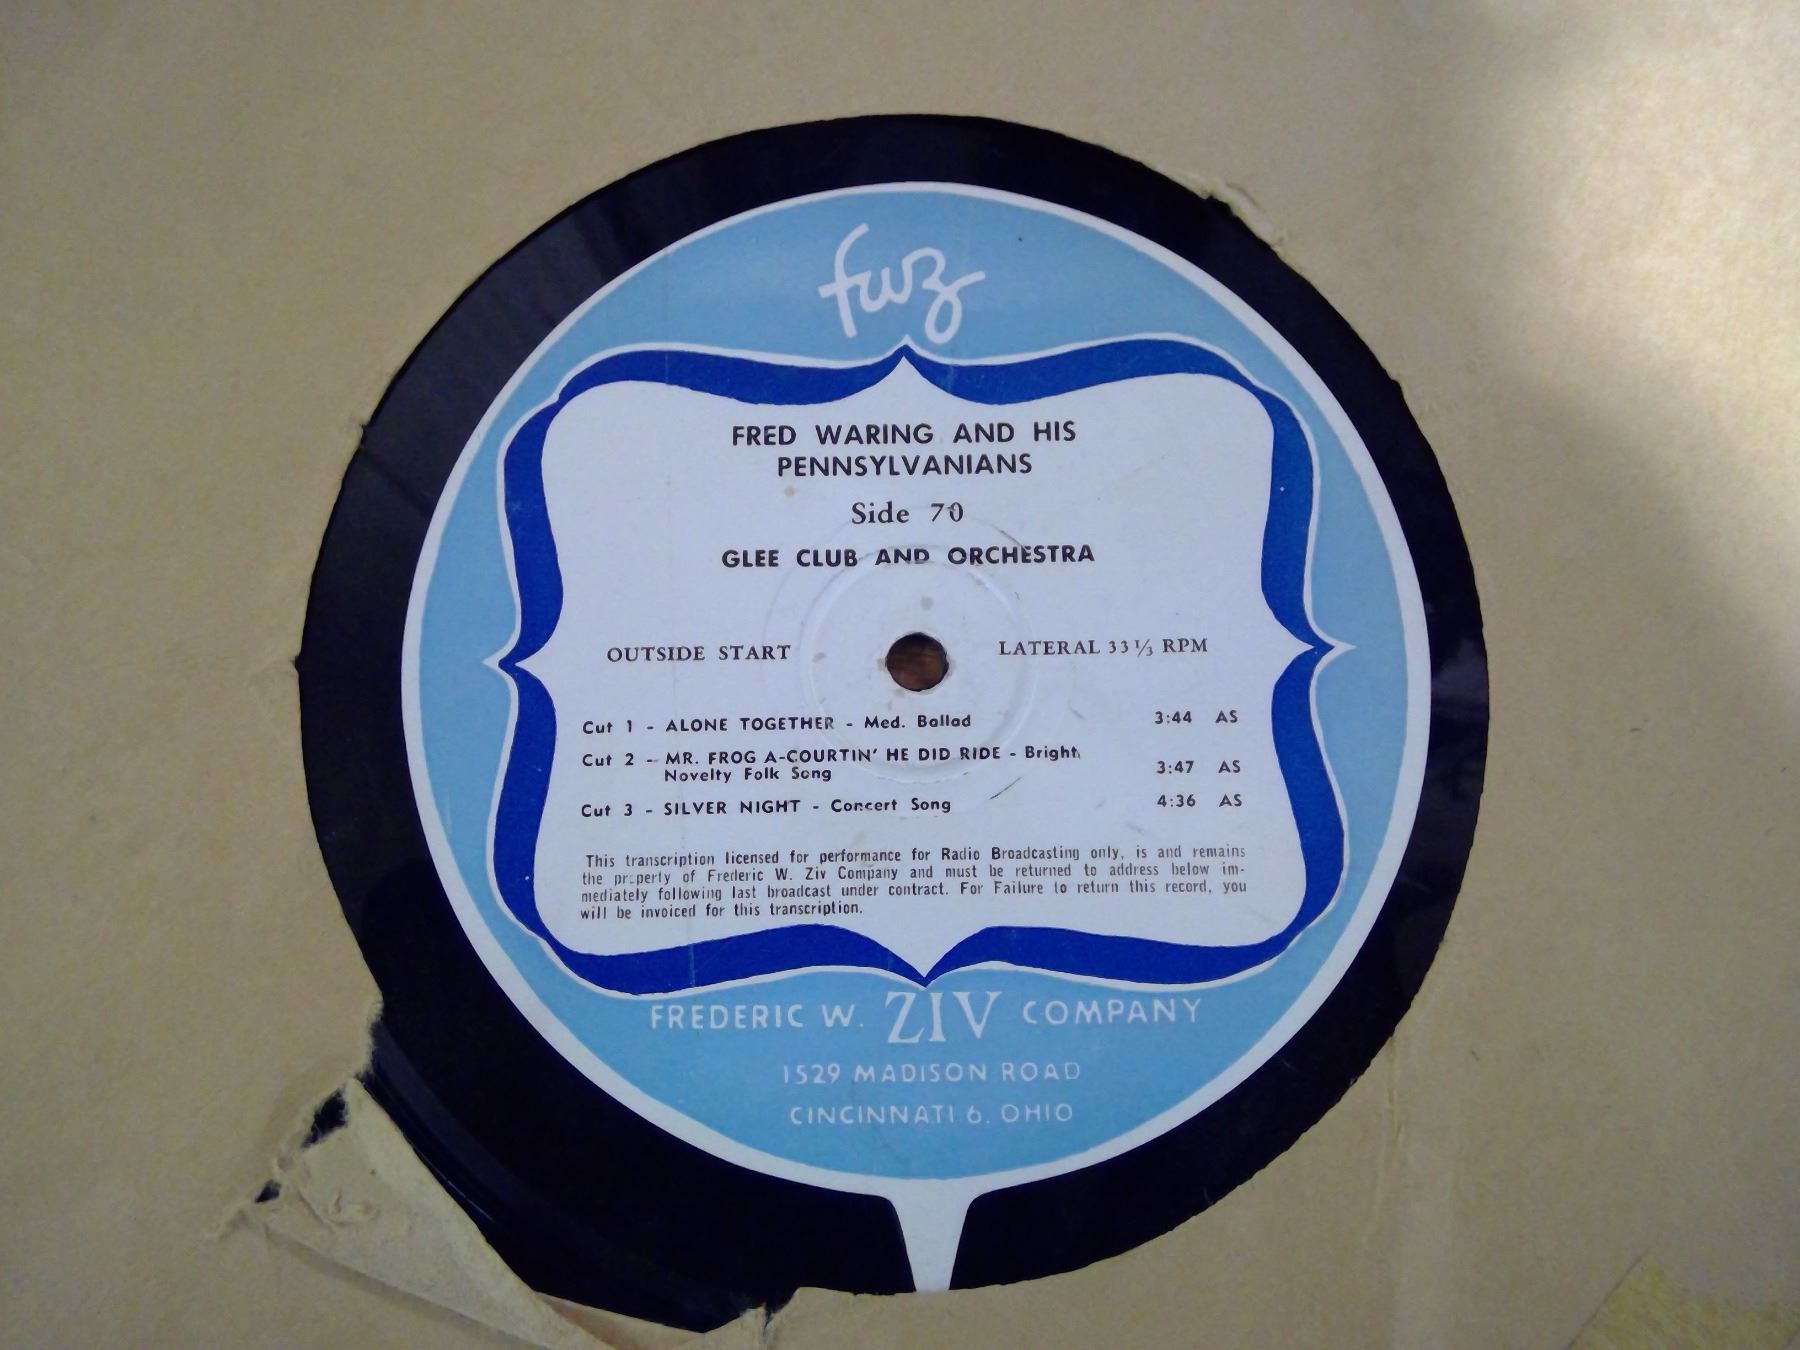 fwz
FRED WARING AND HIS
PENNSYLVANIANS
Side 70
GLEE CLUB AND ORCHESTRA
OUTSIDE START LATERAL 33 1/3 RPM
Cut 1 - ALONE TOGETHER - Med. Ballad 3:44 AS
Cut 2 - MR. FROG A-COURTIN' HE DID RIDE - Bright
Novelty Folk Song 3:47 AS
Cut 3 - SILVER NIGHT - Concert Song 4:36 AS
This transcription licensed for performance for Radio Broadcasting only, is and remains
the property of Frederic W. Ziv Company and must be returned to address below im-
mediately following last broadcast under contract. For Failure to return this record, you
will be invoiced for this transcription.
FREDERIC W. ZIV COMPANY
1529 MADISON ROAD
CINCINNATI 6, OHIO